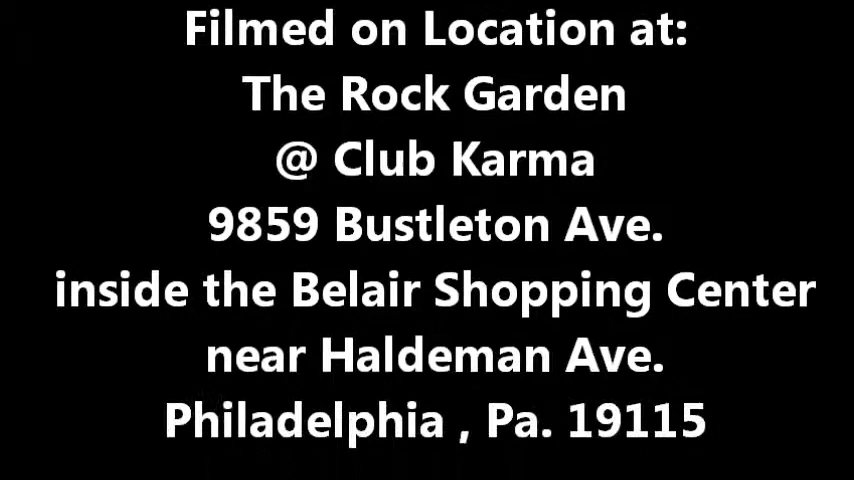 Filmed on Location at:
The Rock Garden
@ Club Karma
9859 Bustleton Ave.
inside the Belair Shopping Center
near Haldeman Ave.
Philadelphia , Pa. 19115